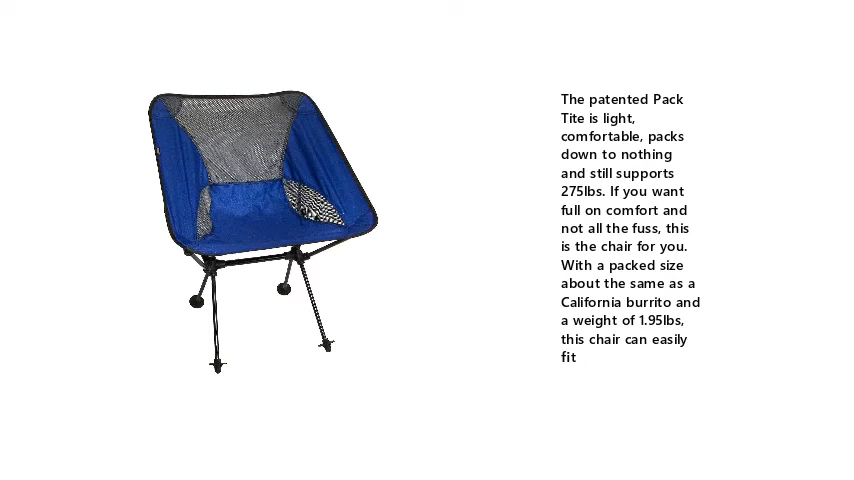 The patented Pack
Tite is light,
comfortable, packs
down to nothing
and still supports
275lbs. If you want
full on comfort and
not all the fuss, this
is the chair for you.
With a packed size
about the same as a
California burrito and
a weight of 1.95lbs,
this chair can easily
fit